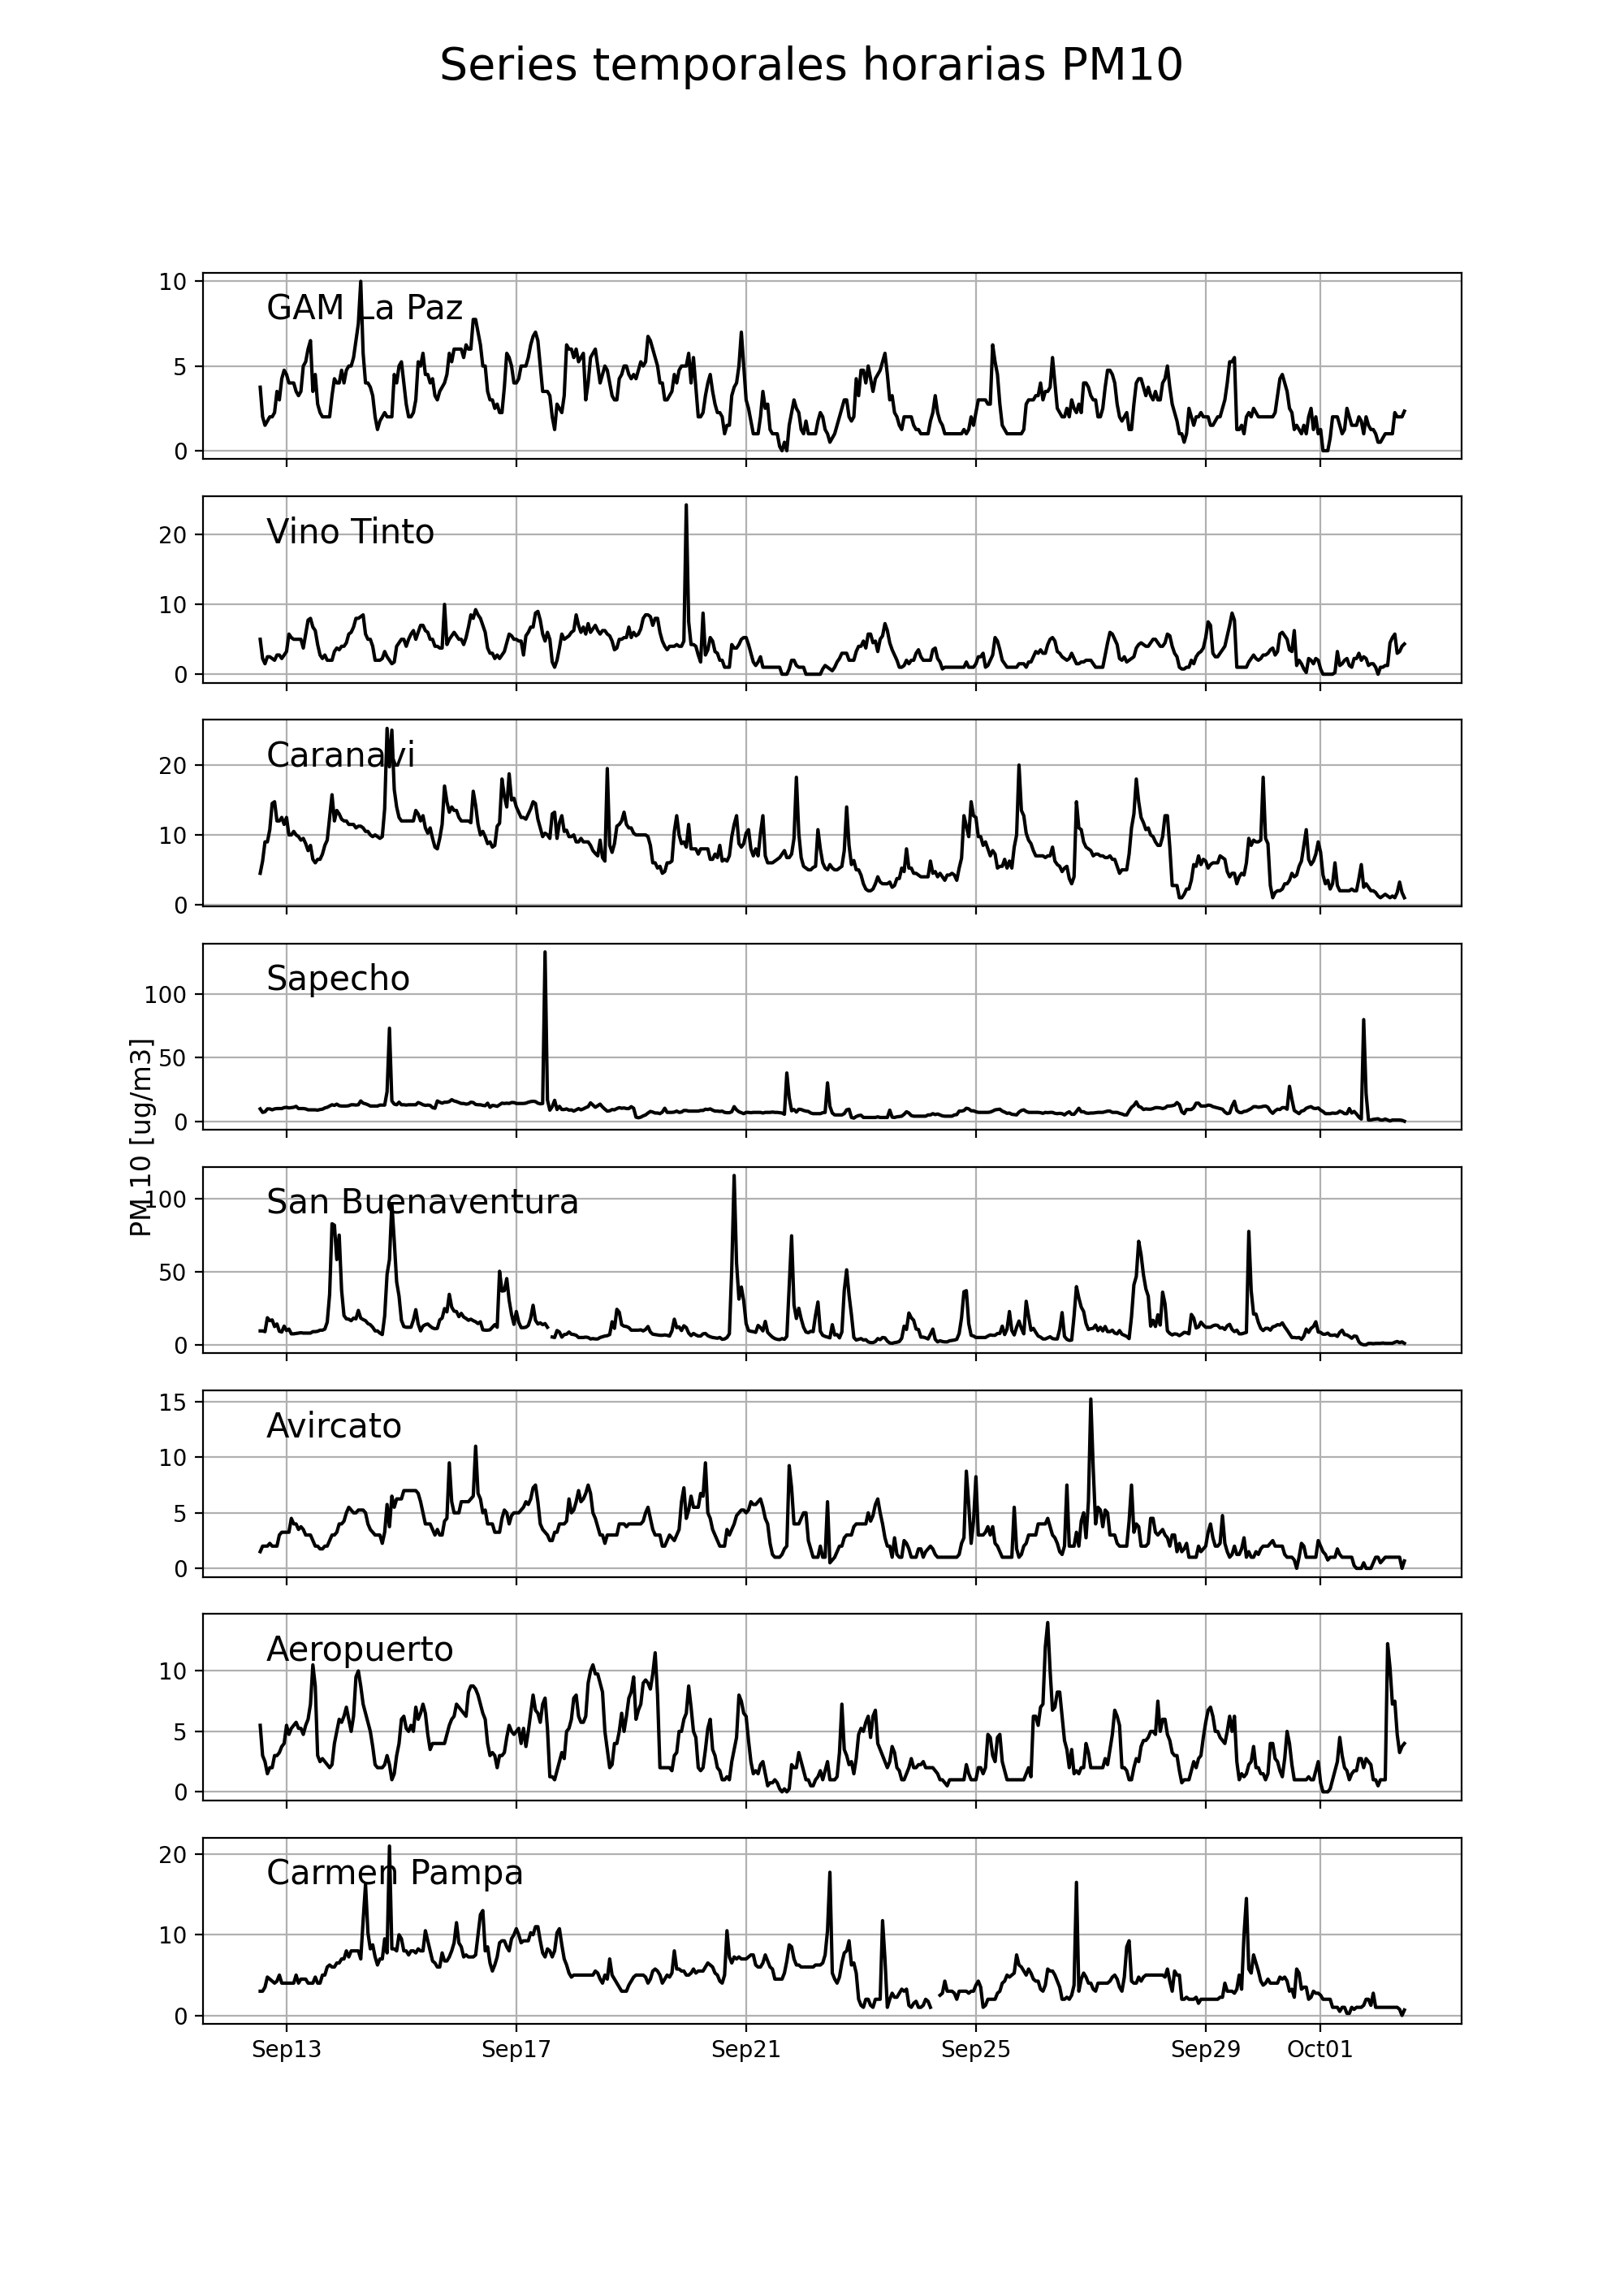 Series temporales horarias PM10
10
GAM La Paz
5
0
20
Vino Tinto
10
0
20
Caranavi
10
0
100
Sapecho
50
0
PM 10 [ug/m3]
100
San Buenaventura
50
0
15
Avircato
10
5
0
10
Aeropuerto
5
0
20
Carmen Pampa
10
0
Sep13 Sep17 Sep21 Sep25 Sep29 Oct01